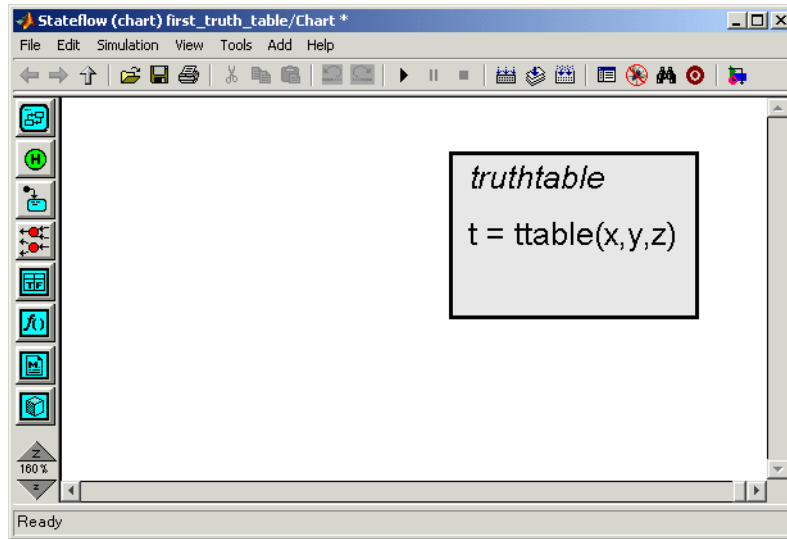 Stateflow (chart) first_truth_table/Chart *
File Edit Simulation View Tools Add Help
H
T F
f()
M
truthtable
t = ttable(x,y,z)
Z
160%
z
Ready